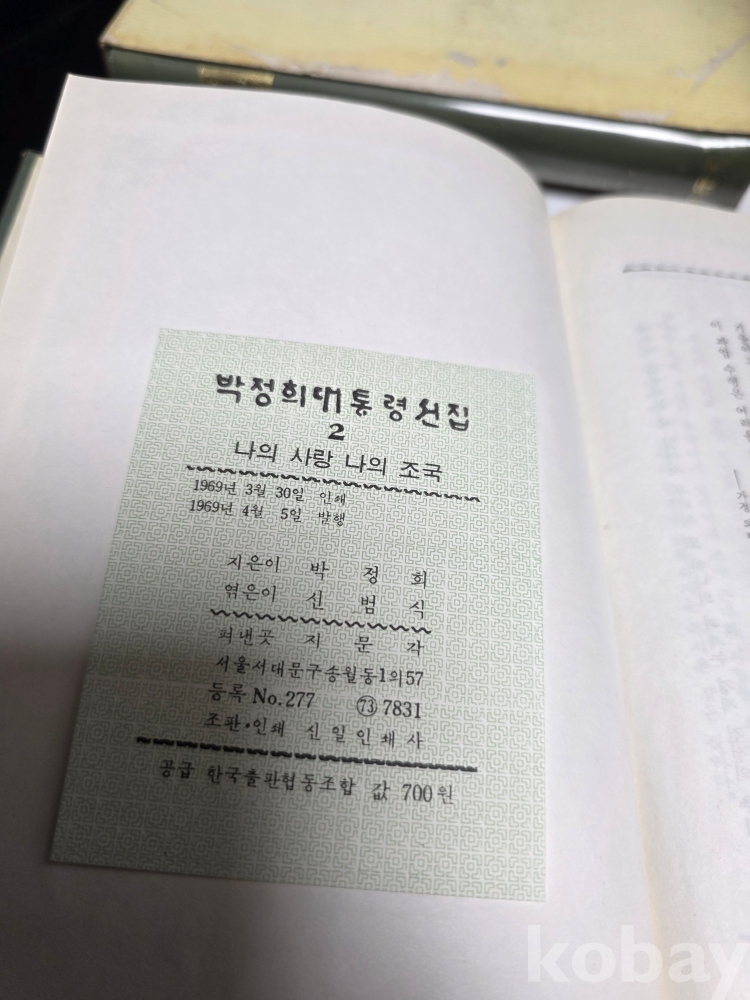 박정희대통령선집
2
나의 사랑 나의 조국
1969년 3월 30일 인쇄
1969년 4월 5일 발행
지은이 박 정 희
엮은이 신 범 식
펴낸곳 지 문 각
서울서대문구송월동1의57
등록 No.277 ㉆ 7831
조판·인쇄 신일인쇄사
공급 한국출판협동조합 값 700원
kobay